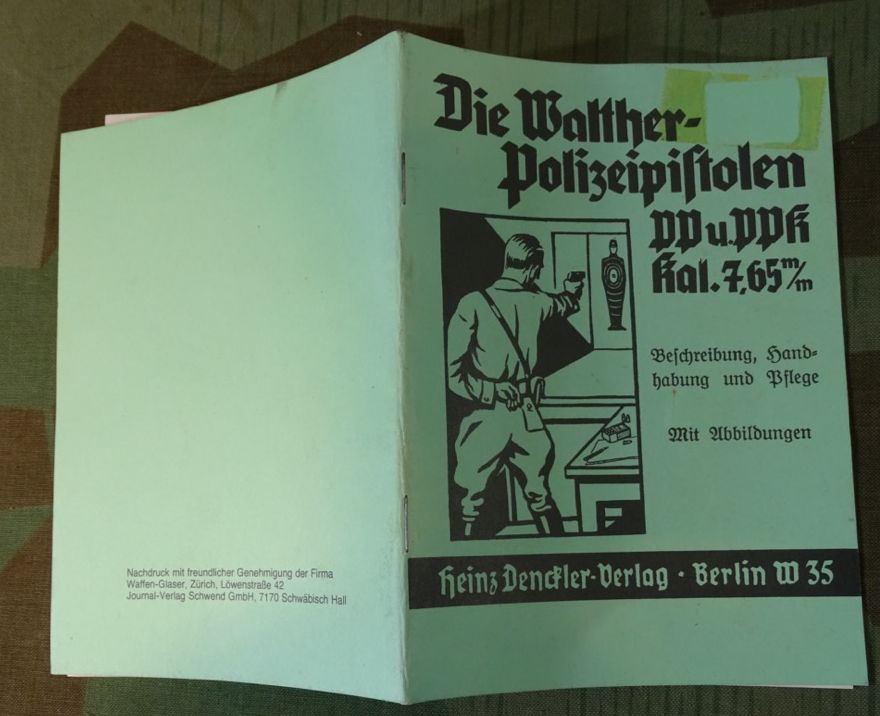 Die Walther-
Polizeipiſtolen
PP u. PPK
Kal. 7,65 m/m
Beſchreibung, Hand-
habung und Pflege
Mit Abbildungen
Heinz Denckler-Verlag · Berlin W 35
Nachdruck mit freundlicher Genehmigung der Firma
Waffen-Glaser, Zürich, Löwenstraße 42
Journal-Verlag Schwend GmbH, 7170 Schwäbisch Hall